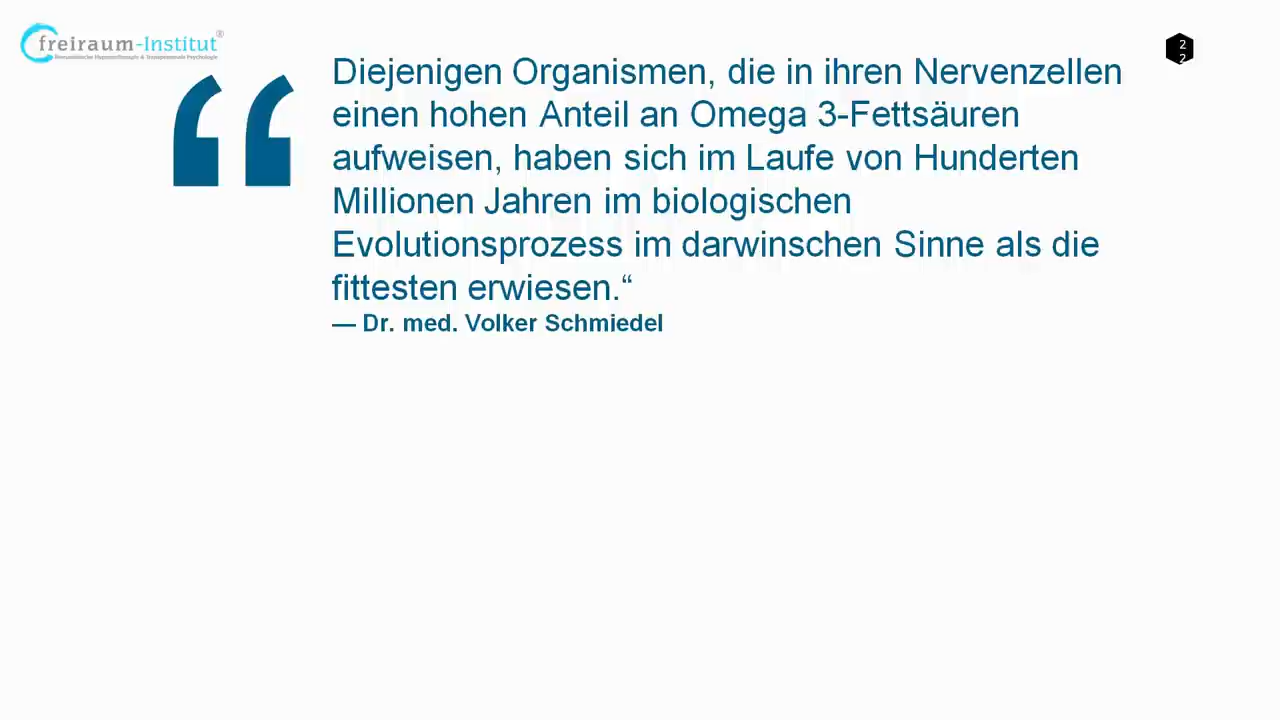 freiraum-Institut®
Diejenigen Organismen, die in ihren Nervenzellen
einen hohen Anteil an Omega 3-Fettsäuren
aufweisen, haben sich im Laufe von Hunderten
Millionen Jahren im biologischen
Evolutionsprozess im darwinschen Sinne als die
fittesten erwiesen.“
— Dr. med. Volker Schmiedel
2
2